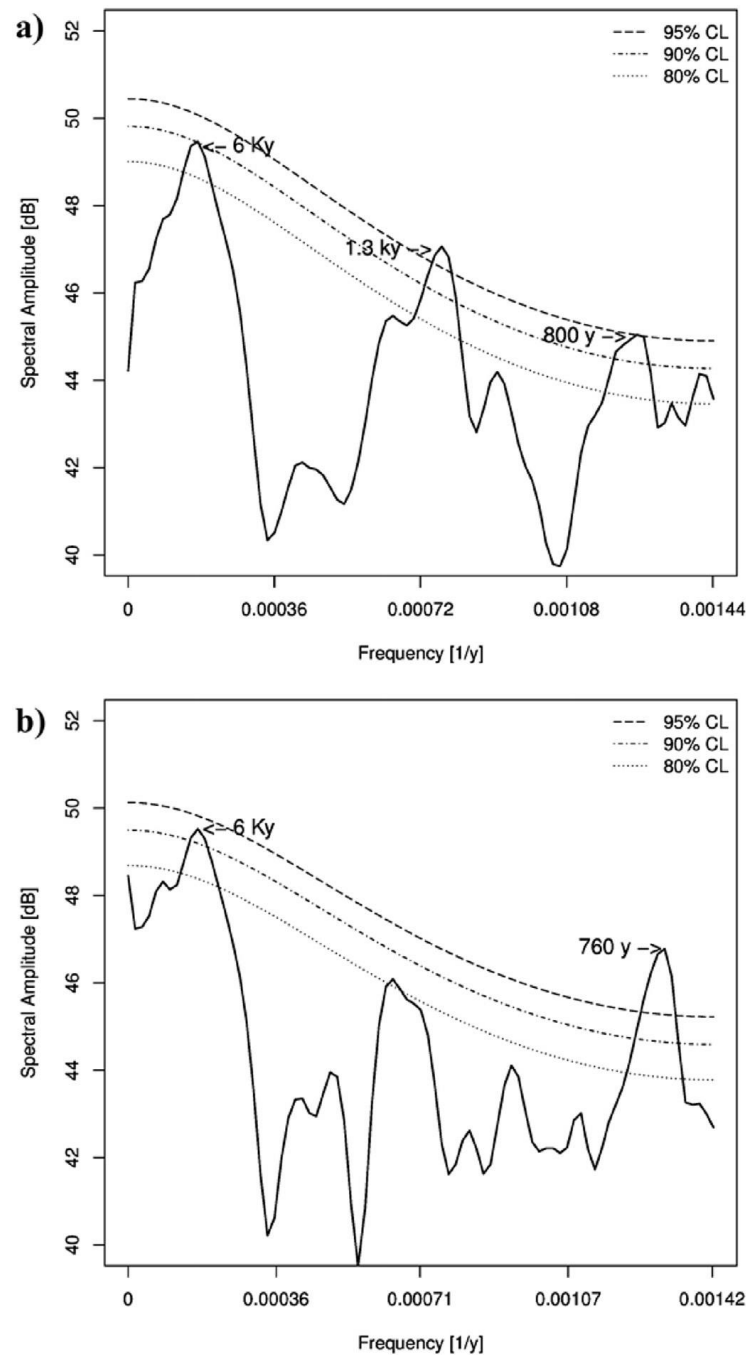 a)
52
50
48
46
44
42
40
Spectral Amplitude [dB]
95% CL
90% CL
80% CL
6 Ky
1.3 ky
800 y
0 0.00036 0.00072 0.00108 0.00144
Frequency [1/y]
b)
52
50
48
46
44
42
40
Spectral Amplitude [dB]
95% CL
90% CL
80% CL
6 Ky
760 y
0 0.00036 0.00071 0.00107 0.00142
Frequency [1/y]